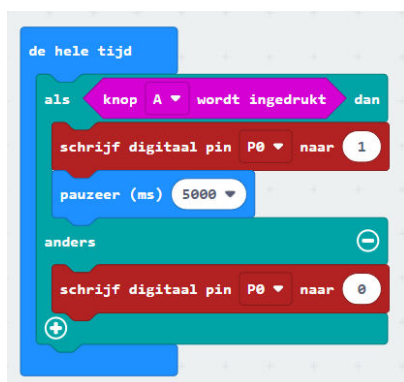 de hele tijd
als knop A wordt ingedrukt dan
schrijf digitaal pin P0 naar 1
pauzeer (ms) 5000
anders
schrijf digitaal pin P0 naar 0